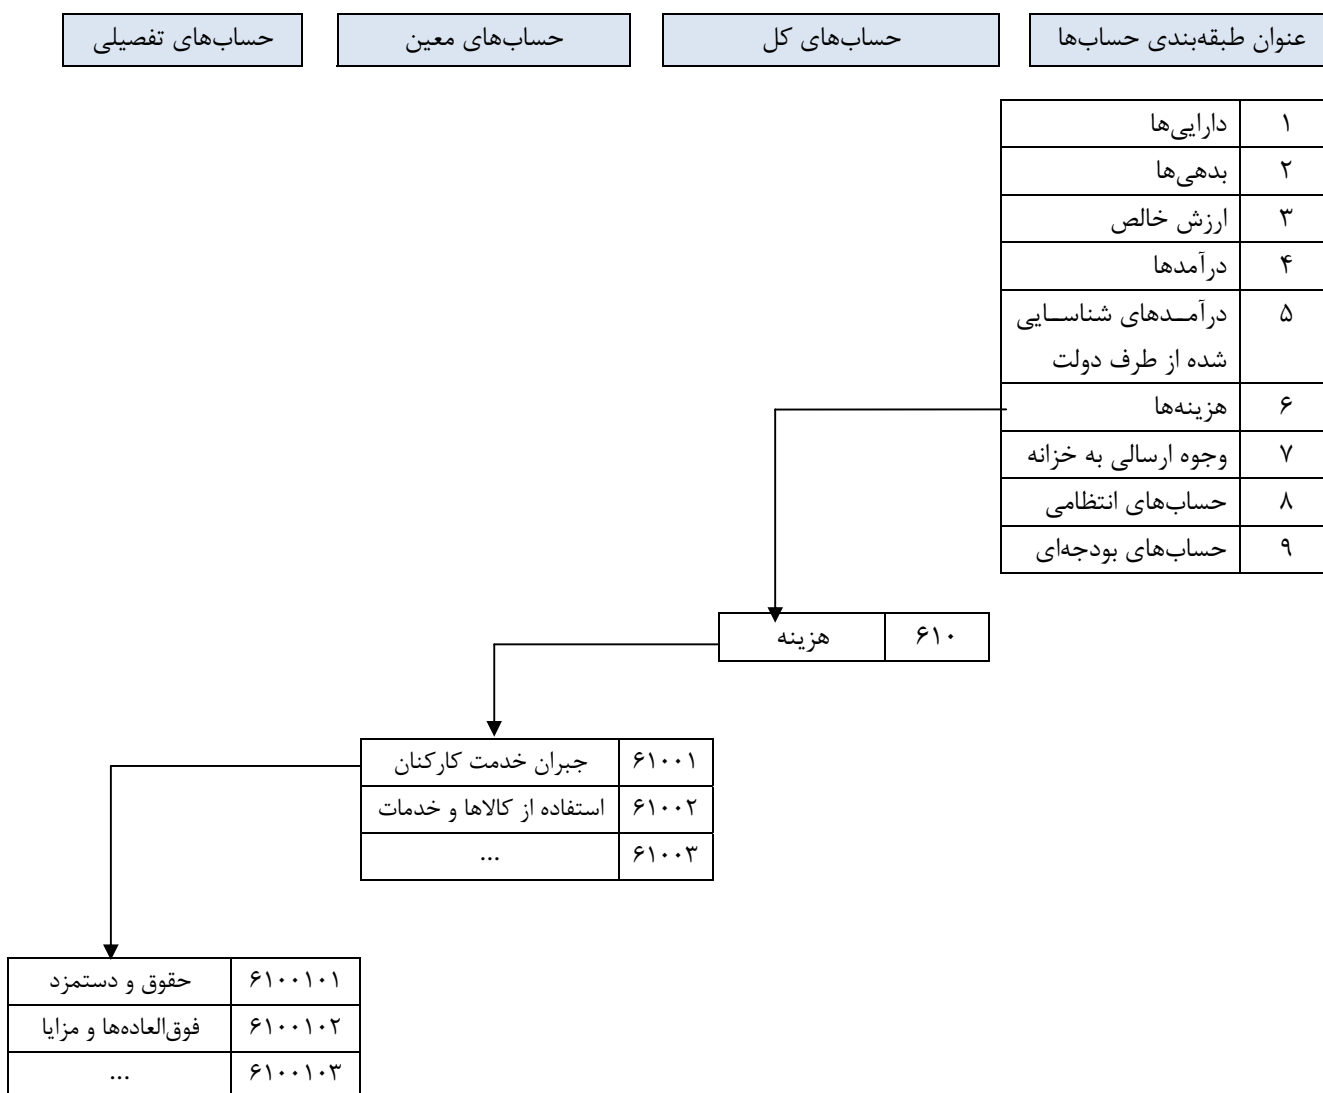 عنوان طبقه‌بندی حساب‌ها
حساب‌های کل
حساب‌های معین
حساب‌های تفصیلی
۱ دارایی‌ها
۲ بدهی‌ها
۳ ارزش خالص
۴ درآمدها
۵ درآمـدهای شناسـایی
شده از طرف دولت
۶ هزینه‌ها
۷ وجوه ارسالی به خزانه
۸ حساب‌های انتظامی
۹ حساب‌های بودجه‌ای
۶۱۰ هزینه
۶۱۰۰۱ جبران خدمت کارکنان
۶۱۰۰۲ استفاده از کالاها و خدمات
۶۱۰۰۳ ...
۶۱۰۰۱۰۱ حقوق و دستمزد
۶۱۰۰۱۰۲ فوق‌العاده‌ها و مزایا
۶۱۰۰۱۰۳ ...